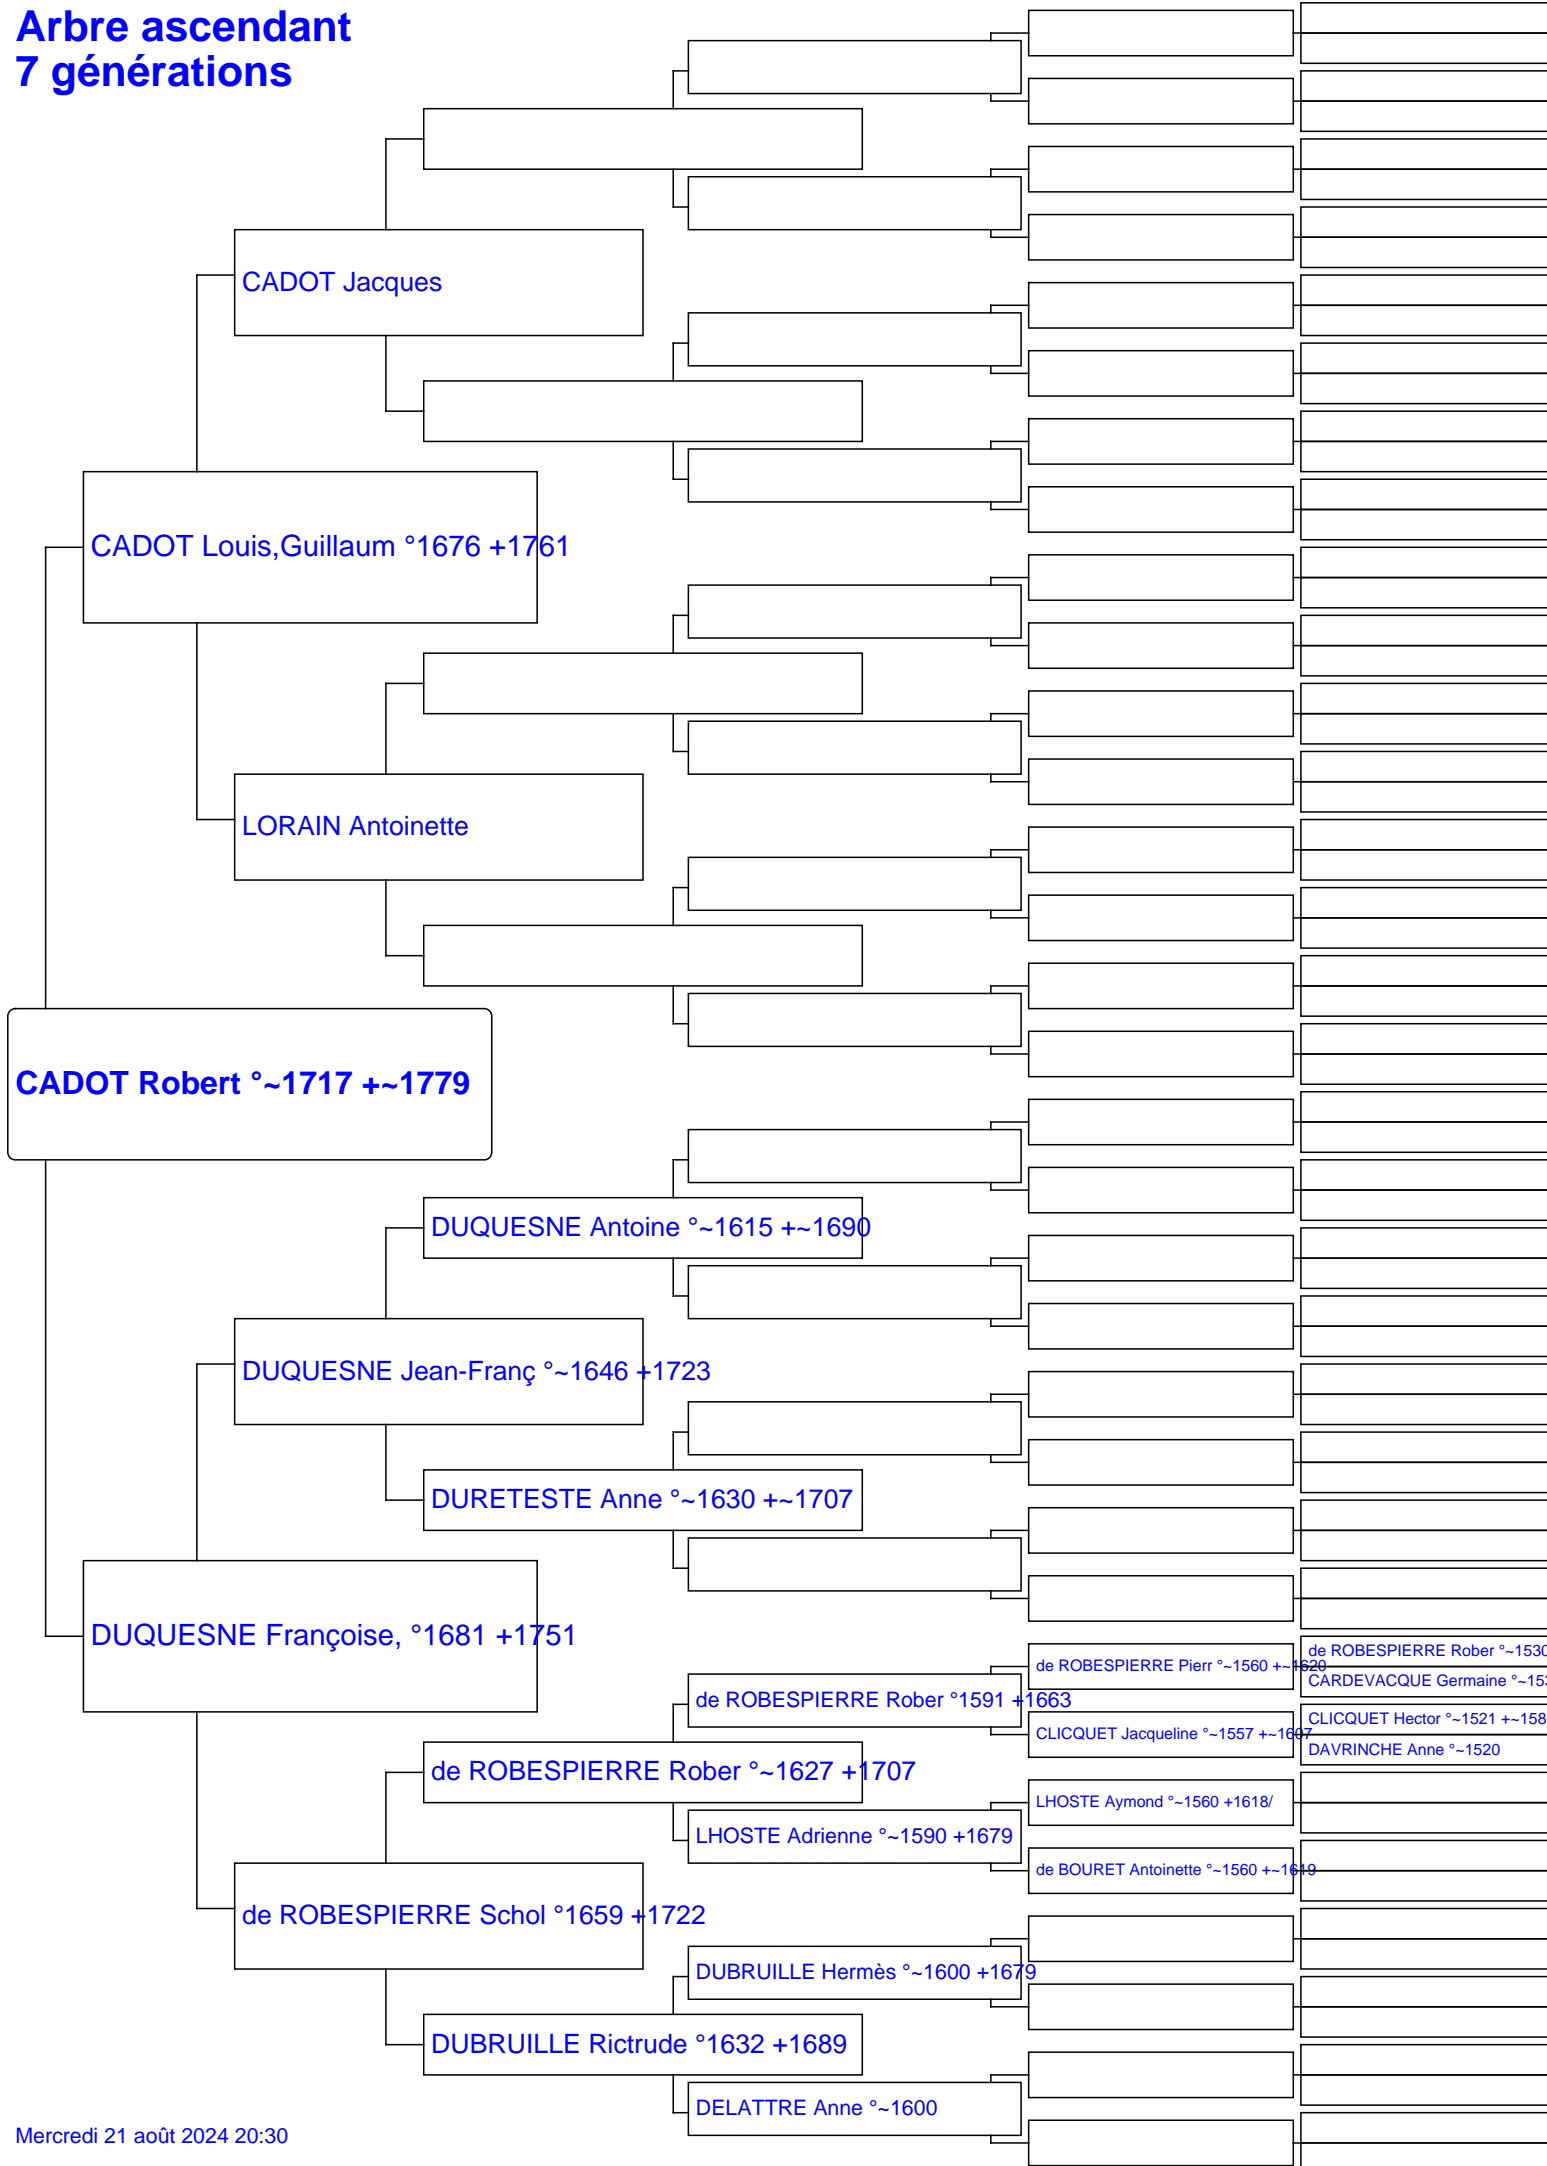 Arbre ascendant
7 générations
CADOT Jacques
CADOT Louis,Guillaum °1676 +1761
LORAIN Antoinette
CADOT Robert °~1717 +~1779
DUQUESNE Antoine °~1615 +~1690
DUQUESNE Jean-Franç °~1646 +1723
DURETESTE Anne °~1630 +~1707
DUQUESNE Françoise, °1681 +1751
de ROBESPIERRE Rober °~1530
de ROBESPIERRE Pierr °~1560 +~1620
CARDEVACQUE Germaine °~153
de ROBESPIERRE Rober °1591 +1663
CLICQUET Hector °~1521 +~158
CLICQUET Jacqueline °~1557 +~1607
DAVRINCHE Anne °~1520
de ROBESPIERRE Rober °~1627 +1707
LHOSTE Aymond °~1560 +1618/
LHOSTE Adrienne °~1590 +1679
de BOURET Antoinette °~1560 +~1619
de ROBESPIERRE Schol °1659 +1722
DUBRUILLE Hermès °~1600 +1679
DUBRUILLE Rictrude °1632 +1689
DELATTRE Anne °~1600
Mercredi 21 août 2024 20:30